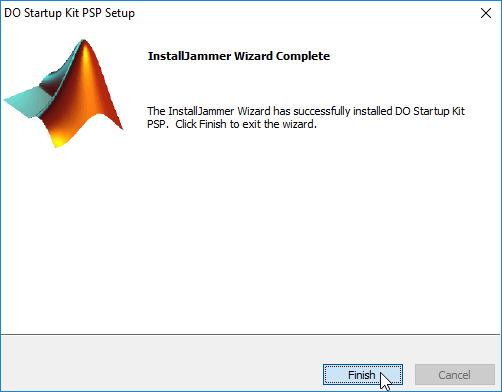 DO Startup Kit PSP Setup
InstallJammer Wizard Complete
The InstallJammer Wizard has successfully installed DO Startup Kit
PSP.  Click Finish to exit the wizard.
Finish
Cancel